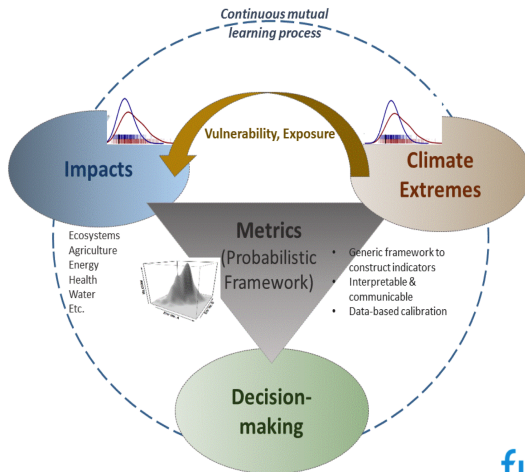 Continuous mutual
learning process
Vulnerability, Exposure
Impacts
Climate
Extremes
Ecosystems
Agriculture
Energy
Health
Water
Etc.
Metrics
(Probabilistic
Framework)
• Generic framework to
construct indicators
• Interpretable &
communicable
• Data-based calibration
Decision-
making